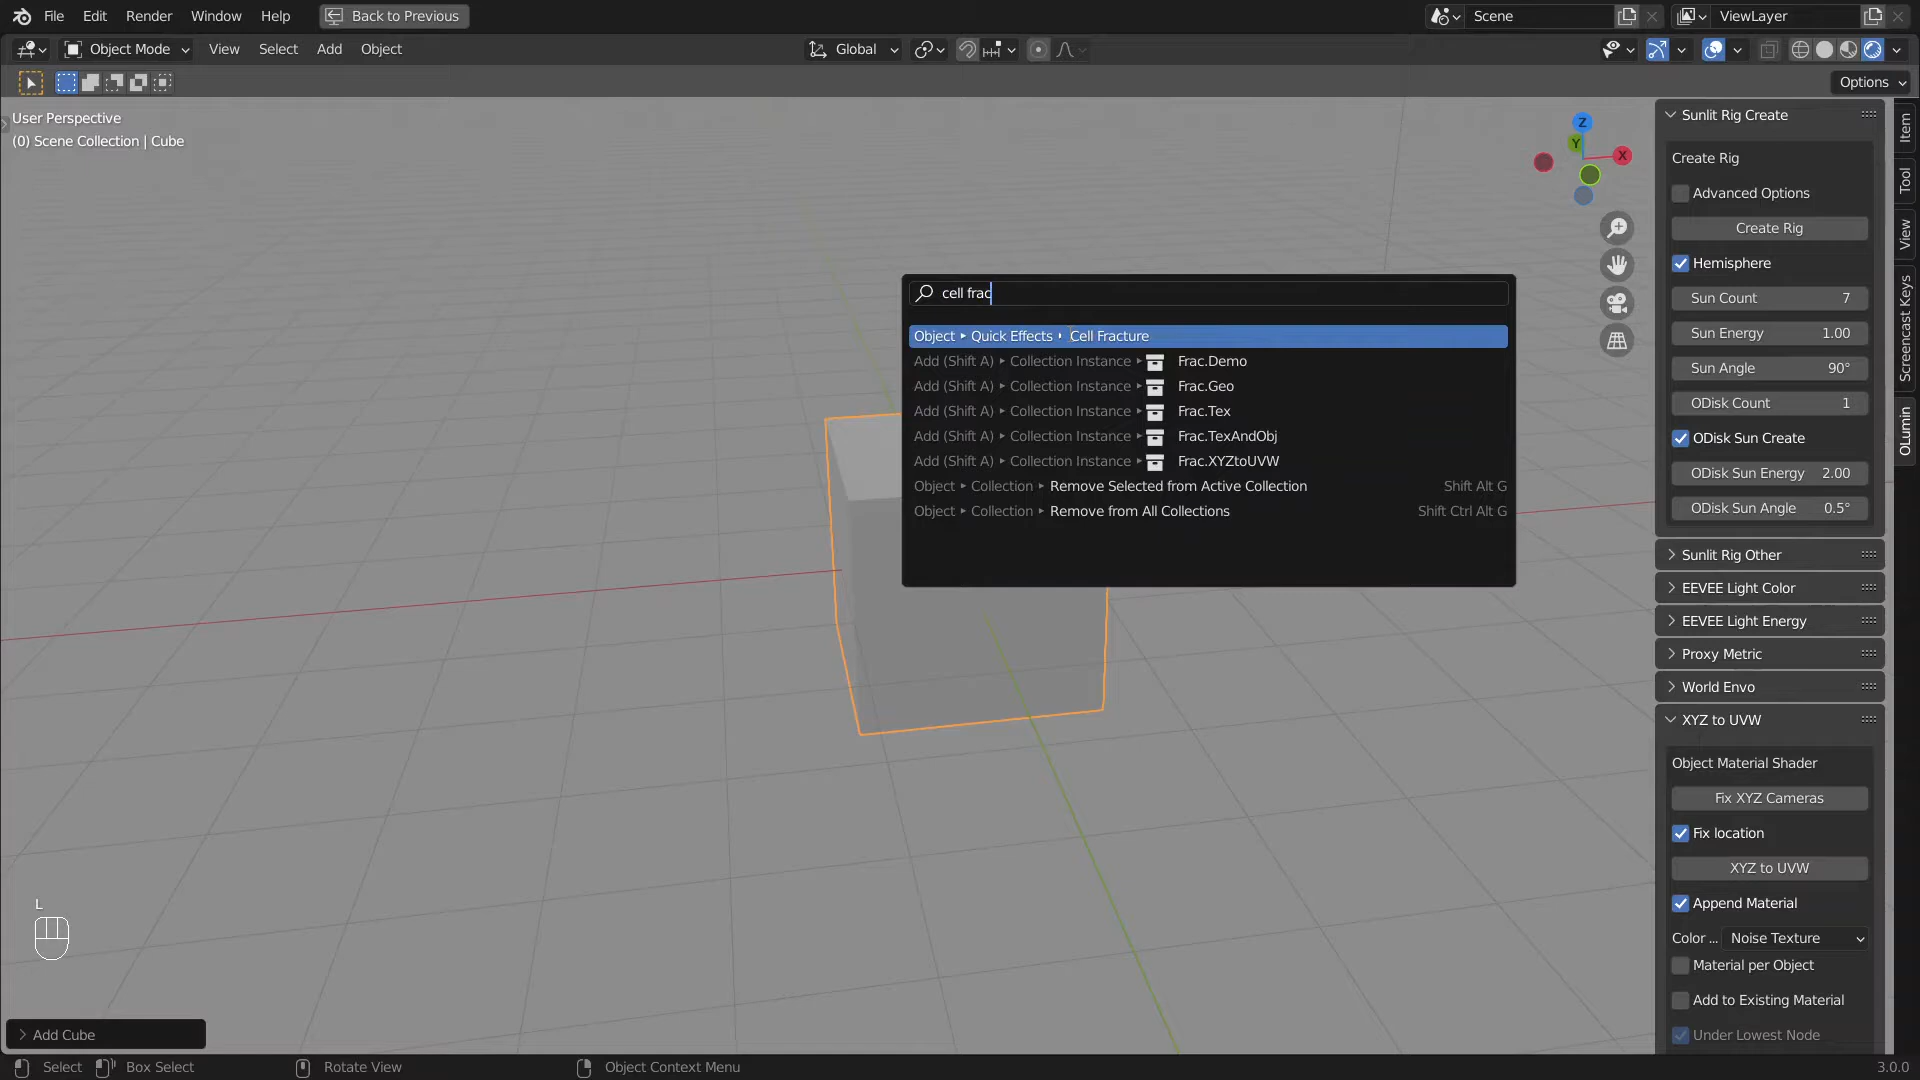 File Edit Render Window Help Back to Previous Scene ViewLayer
Object Mode View Select Add Object Global
Options
User Perspective
(0) Scene Collection | Cube
Z
Y
X
cell frac
Object ▸ Quick Effects ▸ Cell Fracture
Add (Shift A) ▸ Collection Instance ▸ Frac.Demo
Add (Shift A) ▸ Collection Instance ▸ Frac.Geo
Add (Shift A) ▸ Collection Instance ▸ Frac.Tex
Add (Shift A) ▸ Collection Instance ▸ Frac.TexAndObj
Add (Shift A) ▸ Collection Instance ▸ Frac.XYZtoUVW
Object ▸ Collection ▸ Remove Selected from Active Collection Shift Alt G
Object ▸ Collection ▸ Remove from All Collections Shift Ctrl Alt G
Sunlit Rig Create
Create Rig
Advanced Options
Create Rig
Hemisphere
Sun Count 7
Sun Energy 1.00
Sun Angle 90°
ODisk Count 1
ODisk Sun Create
ODisk Sun Energy 2.00
ODisk Sun Angle 0.5°
Sunlit Rig Other
EEVEE Light Color
EEVEE Light Energy
Proxy Metric
World Envo
XYZ to UVW
Object Material Shader
Fix XYZ Cameras
Fix location
XYZ to UVW
Append Material
Color ... Noise Texture
Material per Object
Add to Existing Material
Under Lowest Node
Item
Tool
View
Screencast Keys
OLumin
L
Add Cube
Select Box Select Rotate View Object Context Menu 3.0.0